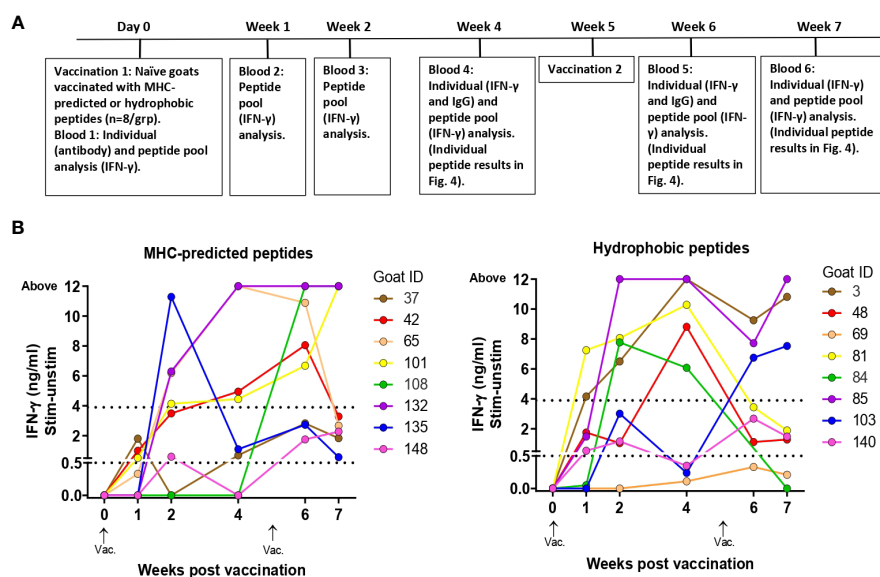 A
Day 0
Week 1
Week 2
Week 4
Week 5
Week 6
Week 7
Vaccination 1: Naïve goats
vaccinated with MHC-
predicted or hydrophobic
peptides (n=8/grp).
Blood 1: Individual
(antibody) and peptide pool
analysis (IFN-γ).
Blood 2:
Peptide
pool
(IFN-γ)
analysis.
Blood 3:
Peptide
pool
(IFN-γ)
analysis.
Blood 4:
Individual (IFN-γ
and IgG) and
peptide pool
(IFN-γ) analysis.
(Individual
peptide results in
Fig. 4).
Vaccination 2
Blood 5:
Individual (IFN-γ
and IgG) and
peptide pool (IFN-
γ) analysis.
(Individual
peptide results in
Fig. 4).
Blood 6:
Individual (IFN-γ)
and peptide pool
(IFN-γ) analysis.
(Individual peptide
results in Fig. 4).
B
MHC-predicted peptides
Above
12
10
8
6
4
2
0.5
0.0
IFN-γ (ng/ml)
Stim-unstim
0 1 2 4 6 7
Vac.
Vac.
Weeks post vaccination
Goat ID
37
42
65
101
108
132
135
148
Hydrophobic peptides
Above
12
10
8
6
4
2
0.5
0.0
IFN-γ (ng/ml)
Stim-unstim
0 1 2 4 6 7
Vac.
Vac.
Weeks post vaccination
Goat ID
3
48
69
81
84
85
103
140